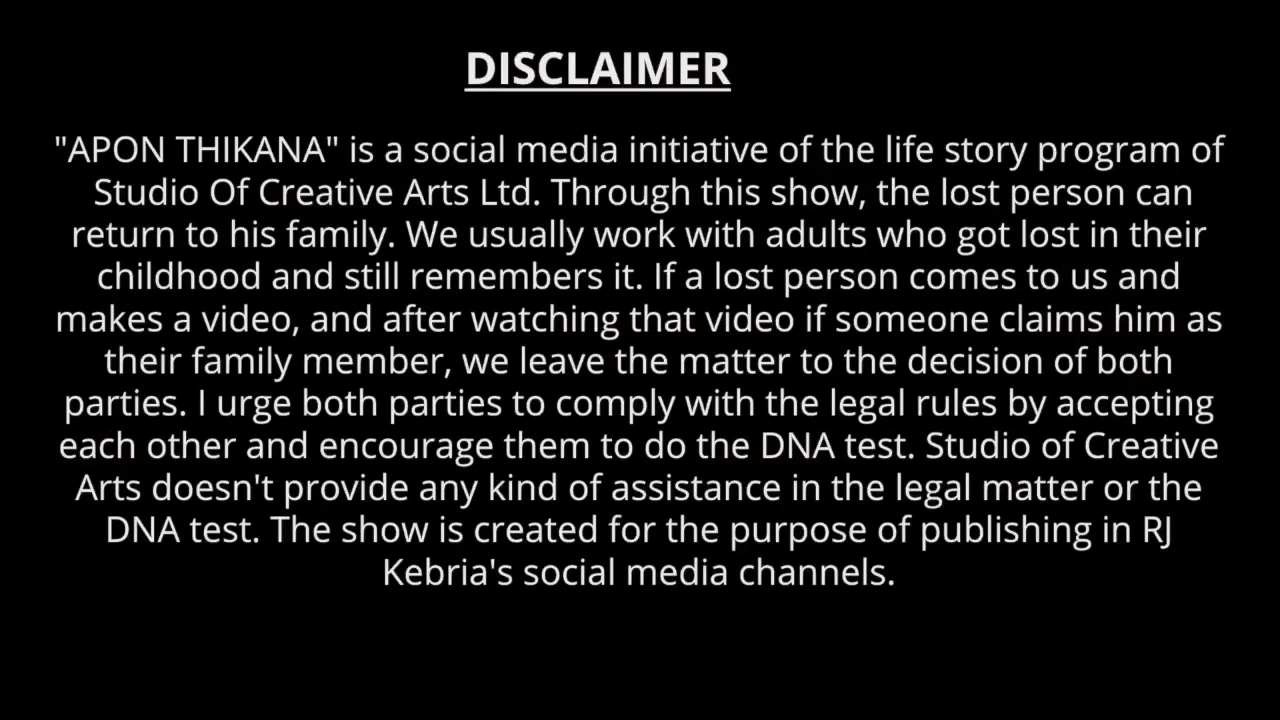 DISCLAIMER
"APON THIKANA" is a social media initiative of the life story program of
Studio Of Creative Arts Ltd. Through this show, the lost person can
return to his family. We usually work with adults who got lost in their
childhood and still remembers it. If a lost person comes to us and
makes a video, and after watching that video if someone claims him as
their family member, we leave the matter to the decision of both
parties. I urge both parties to comply with the legal rules by accepting
each other and encourage them to do the DNA test. Studio of Creative
Arts doesn't provide any kind of assistance in the legal matter or the
DNA test. The show is created for the purpose of publishing in RJ
Kebria's social media channels.